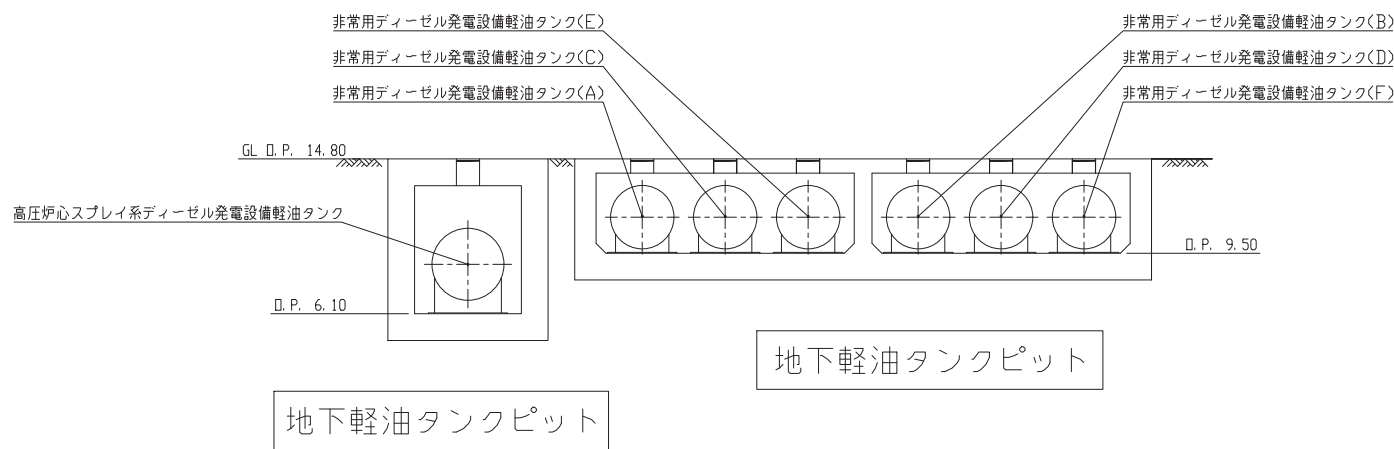 非常用ディーゼル発電設備軽油タンク(E)
非常用ディーゼル発電設備軽油タンク(B)
非常用ディーゼル発電設備軽油タンク(C)
非常用ディーゼル発電設備軽油タンク(D)
非常用ディーゼル発電設備軽油タンク(A)
非常用ディーゼル発電設備軽油タンク(F)
GL O.P. 14.80
高圧炉心スプレイ系ディーゼル発電設備軽油タンク
O.P. 9.50
O.P. 6.10
地下軽油タンクピット
地下軽油タンクピット